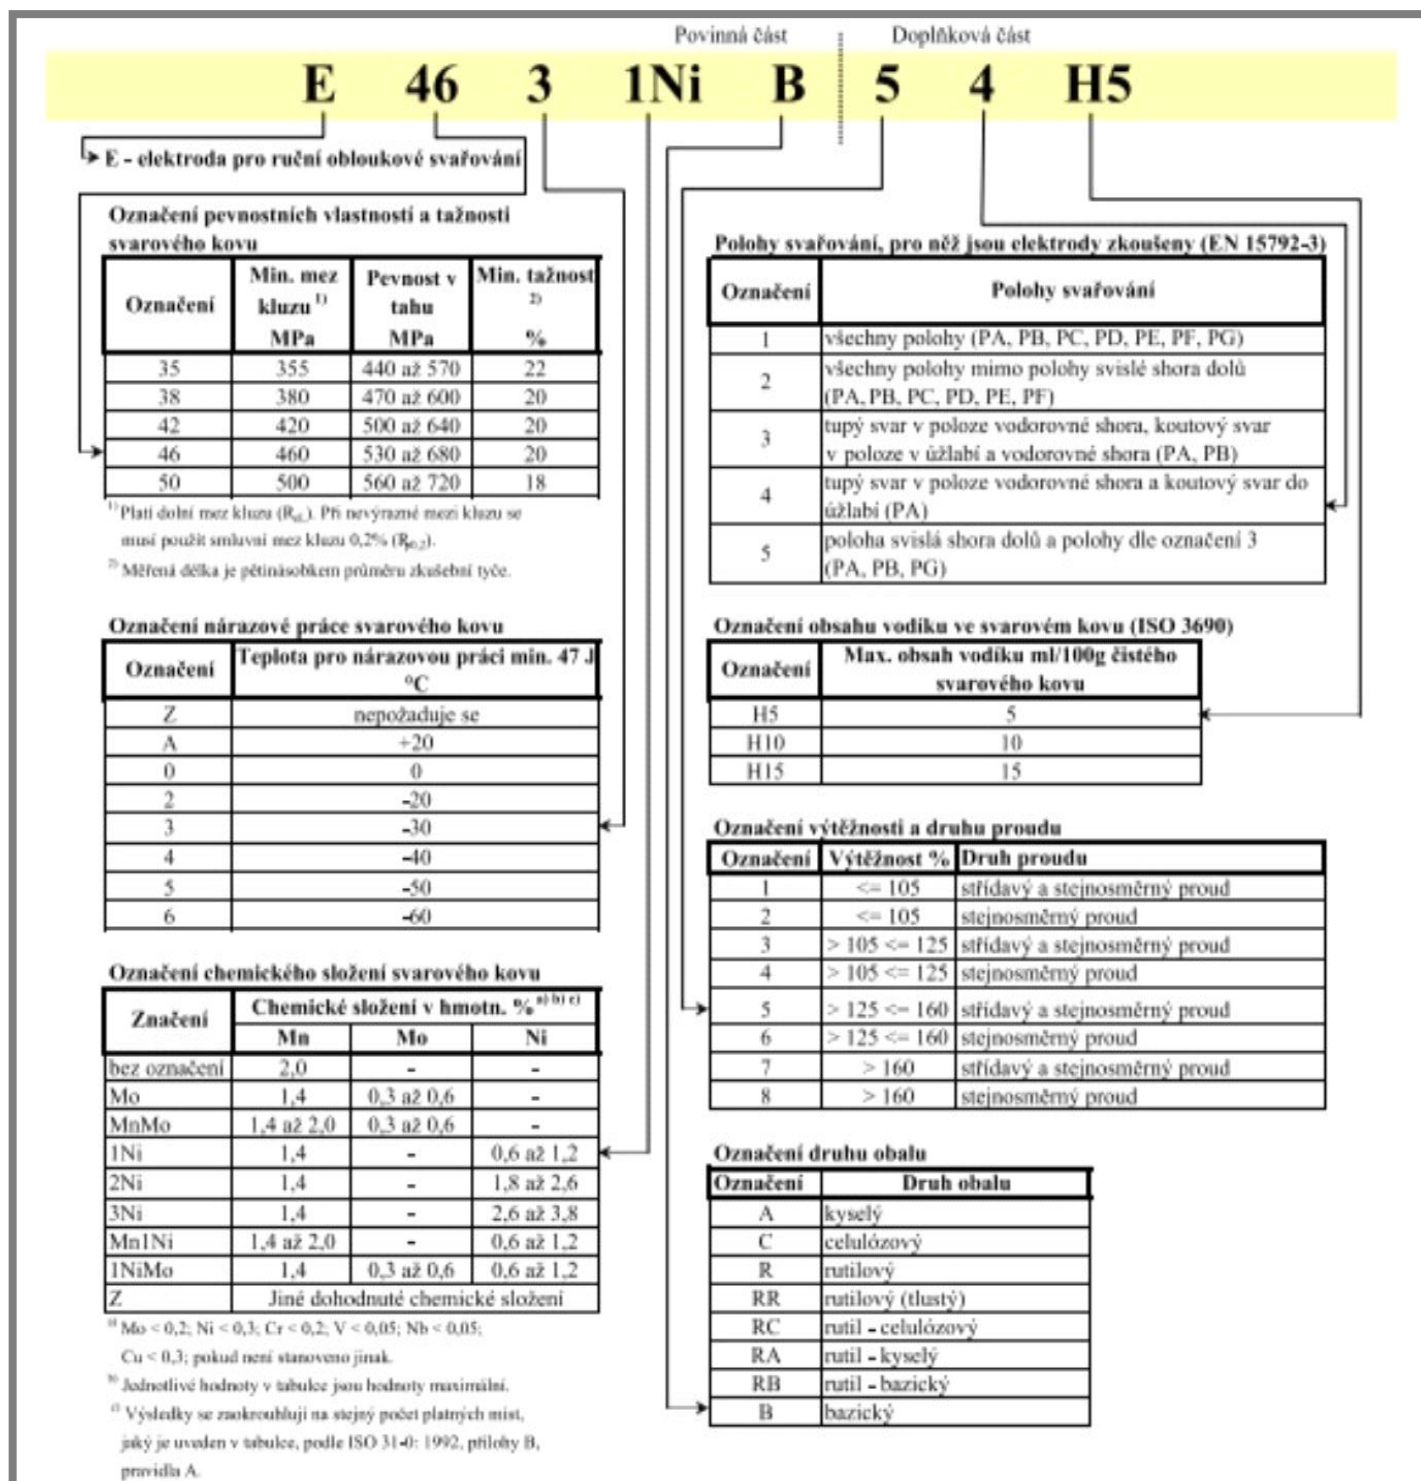 Povinná část Doplňková část
E 46 3 1Ni B 5 4 H5
E - elektroda pro ruční obloukové svařování
Označení pevnostních vlastností a tažnosti
svarového kovu
Označení Min. mez kluzu 1) MPa Pevnost v tahu MPa Min. tažnost 2) %
35 355 440 až 570 22
38 380 470 až 600 20
42 420 500 až 640 20
46 460 530 až 680 20
50 500 560 až 720 18
1) Platí dolní mez kluzu (ReL). Při nevýrazné mezi kluzu se
musí použít smluvní mez kluzu 0,2% (Rp0,2).
2) Měřená délka je pětinásobkem průměru zkušební tyče.
Označení nárazové práce svarového kovu
Označení Teplota pro nárazovou práci min. 47 J °C
Z nepožaduje se
A +20
0 0
2 -20
3 -30
4 -40
5 -50
6 -60
Označení chemického složení svarového kovu
Značení Chemické složení v hmotn. % a) b) c)
Mn Mo Ni
bez označení 2,0 - -
Mo 1,4 0,3 až 0,6 -
MnMo 1,4 až 2,0 0,3 až 0,6 -
1Ni 1,4 - 0,6 až 1,2
2Ni 1,4 - 1,8 až 2,6
3Ni 1,4 - 2,6 až 3,8
Mn1Ni 1,4 až 2,0 - 0,6 až 1,2
1NiMo 1,4 0,3 až 0,6 0,6 až 1,2
Z Jiné dohodnuté chemické složení
a) Mo < 0,2; Ni < 0,3; Cr < 0,2; V < 0,05; Nb < 0,05;
Cu < 0,3; pokud není stanoveno jinak.
b) Jednotlivé hodnoty v tabulce jsou hodnoty maximální.
c) Výsledky se zaokrouhlují na stejný počet platných míst,
jaký je uveden v tabulce, podle ISO 31-0: 1992, přílohy B,
pravidla A.
Polohy svařování, pro něž jsou elektrody zkoušeny (EN 15792-3)
Označení Polohy svařování
1 všechny polohy (PA, PB, PC, PD, PE, PF, PG)
2 všechny polohy mimo polohy svislé shora dolů
(PA, PB, PC, PD, PE, PF)
3 tupý svar v poloze vodorovné shora, koutový svar
v poloze v úžlabí a vodorovné shora (PA, PB)
4 tupý svar v poloze vodorovné shora a koutový svar do
úžlabí (PA)
5 poloha svislá shora dolů a polohy dle označení 3
(PA, PB, PG)
Označení obsahu vodíku ve svarovém kovu (ISO 3690)
Označení Max. obsah vodíku ml/100g čistého
svarového kovu
H5 5
H10 10
H15 15
Označení výtěžnosti a druhu proudu
Označení Výtěžnost % Druh proudu
1 <= 105 střídavý a stejnosměrný proud
2 <= 105 stejnosměrný proud
3 > 105 <= 125 střídavý a stejnosměrný proud
4 > 105 <= 125 stejnosměrný proud
5 > 125 <= 160 střídavý a stejnosměrný proud
6 > 125 <= 160 stejnosměrný proud
7 > 160 střídavý a stejnosměrný proud
8 > 160 stejnosměrný proud
Označení druhu obalu
Označení Druh obalu
A kyselý
C celulózový
R rutilový
RR rutilový (tlustý)
RC rutil - celulózový
RA rutil - kyselý
RB rutil - bazický
B bazický